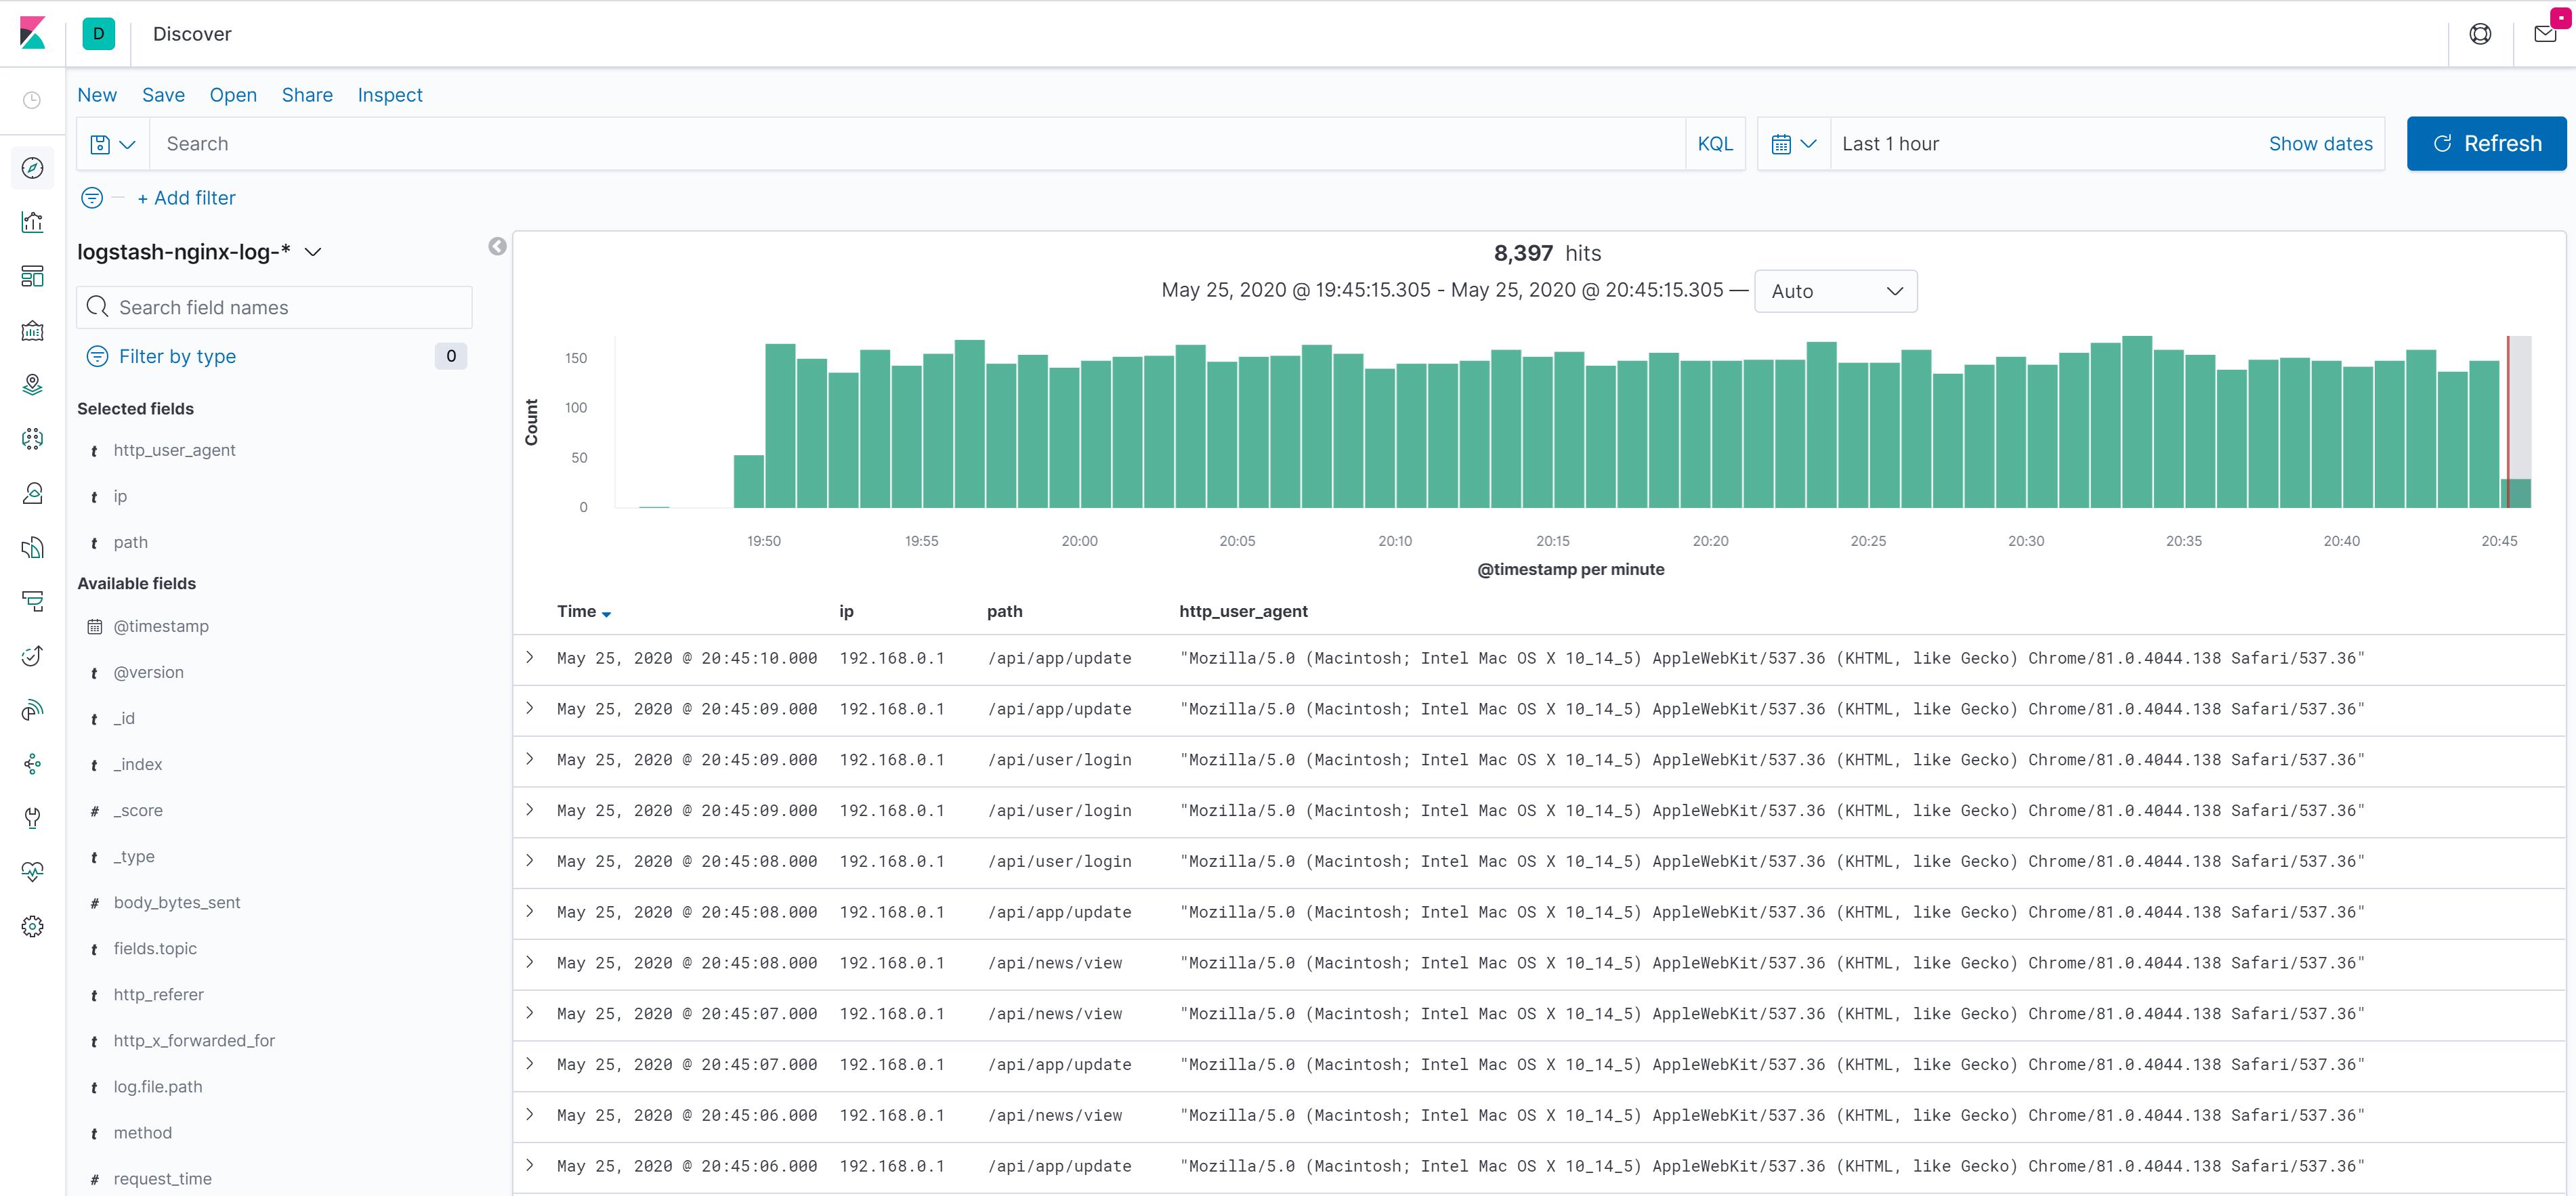 D Discover
New Save Open Share Inspect
Search KQL Last 1 hour Show dates Refresh
+ Add filter
logstash-nginx-log-*
Search field names
Filter by type 0
Selected fields
t http_user_agent
t ip
t path
Available fields
@timestamp
t @version
t _id
t _index
# _score
t _type
# body_bytes_sent
t fields.topic
t http_referer
t http_x_forwarded_for
t log.file.path
t method
# request_time
8,397 hits
May 25, 2020 @ 19:45:15.305 - May 25, 2020 @ 20:45:15.305 — Auto
Count
150
100
50
0
19:50 19:55 20:00 20:05 20:10 20:15 20:20 20:25 20:30 20:35 20:40 20:45
@timestamp per minute
Time ip path http_user_agent
May 25, 2020 @ 20:45:10.000 192.168.0.1 /api/app/update "Mozilla/5.0 (Macintosh; Intel Mac OS X 10_14_5) AppleWebKit/537.36 (KHTML, like Gecko) Chrome/81.0.4044.138 Safari/537.36"
May 25, 2020 @ 20:45:09.000 192.168.0.1 /api/app/update "Mozilla/5.0 (Macintosh; Intel Mac OS X 10_14_5) AppleWebKit/537.36 (KHTML, like Gecko) Chrome/81.0.4044.138 Safari/537.36"
May 25, 2020 @ 20:45:09.000 192.168.0.1 /api/user/login "Mozilla/5.0 (Macintosh; Intel Mac OS X 10_14_5) AppleWebKit/537.36 (KHTML, like Gecko) Chrome/81.0.4044.138 Safari/537.36"
May 25, 2020 @ 20:45:09.000 192.168.0.1 /api/user/login "Mozilla/5.0 (Macintosh; Intel Mac OS X 10_14_5) AppleWebKit/537.36 (KHTML, like Gecko) Chrome/81.0.4044.138 Safari/537.36"
May 25, 2020 @ 20:45:08.000 192.168.0.1 /api/user/login "Mozilla/5.0 (Macintosh; Intel Mac OS X 10_14_5) AppleWebKit/537.36 (KHTML, like Gecko) Chrome/81.0.4044.138 Safari/537.36"
May 25, 2020 @ 20:45:08.000 192.168.0.1 /api/app/update "Mozilla/5.0 (Macintosh; Intel Mac OS X 10_14_5) AppleWebKit/537.36 (KHTML, like Gecko) Chrome/81.0.4044.138 Safari/537.36"
May 25, 2020 @ 20:45:08.000 192.168.0.1 /api/news/view "Mozilla/5.0 (Macintosh; Intel Mac OS X 10_14_5) AppleWebKit/537.36 (KHTML, like Gecko) Chrome/81.0.4044.138 Safari/537.36"
May 25, 2020 @ 20:45:07.000 192.168.0.1 /api/news/view "Mozilla/5.0 (Macintosh; Intel Mac OS X 10_14_5) AppleWebKit/537.36 (KHTML, like Gecko) Chrome/81.0.4044.138 Safari/537.36"
May 25, 2020 @ 20:45:07.000 192.168.0.1 /api/app/update "Mozilla/5.0 (Macintosh; Intel Mac OS X 10_14_5) AppleWebKit/537.36 (KHTML, like Gecko) Chrome/81.0.4044.138 Safari/537.36"
May 25, 2020 @ 20:45:06.000 192.168.0.1 /api/news/view "Mozilla/5.0 (Macintosh; Intel Mac OS X 10_14_5) AppleWebKit/537.36 (KHTML, like Gecko) Chrome/81.0.4044.138 Safari/537.36"
May 25, 2020 @ 20:45:06.000 192.168.0.1 /api/app/update "Mozilla/5.0 (Macintosh; Intel Mac OS X 10_14_5) AppleWebKit/537.36 (KHTML, like Gecko) Chrome/81.0.4044.138 Safari/537.36"